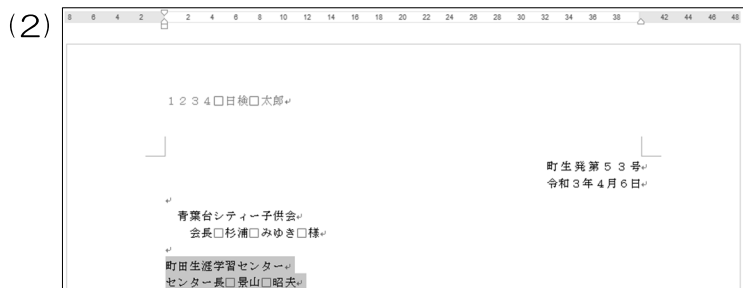 (2)
8 6 4 2 2 4 6 8 10 12 14 16 18 20 22 24 26 28 30 32 34 36 38 42 44 46 48
１２３４□日検□太郎↵
町生発第５３号↵
令和３年４月６日↵
↵
青葉台シティー子供会↵
会長□杉浦□みゆき□様↵
↵
町田生涯学習センター↵
センター長□景山□昭夫↵